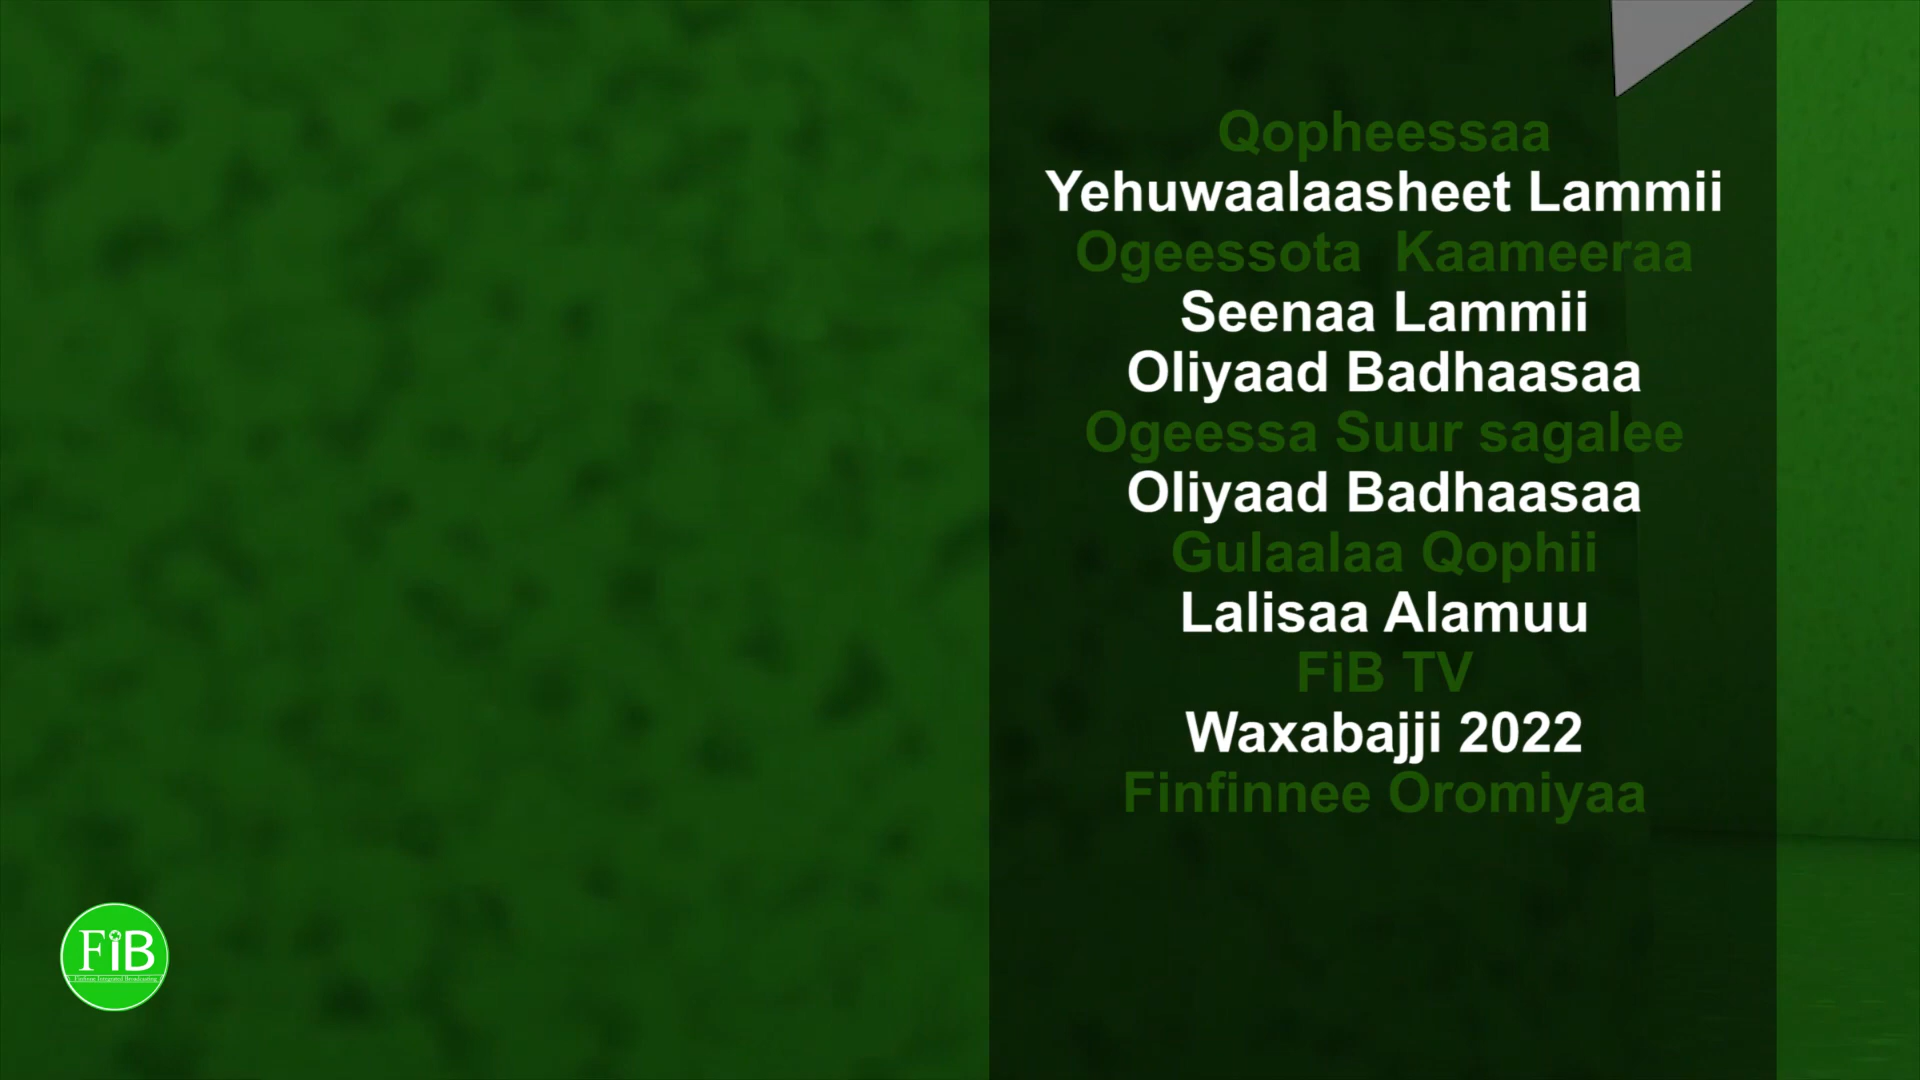 Qopheessaa
Yehuwaalaasheet Lammii
Ogeessota Kaameeraa
Seenaa Lammii
Oliyaad Badhaasaa
Ogeessa Suur sagalee
Oliyaad Badhaasaa
Gulaalaa Qophii
Lalisaa Alamuu
FiB TV
Waxabajji 2022
Finfinnee Oromiyaa
FiB